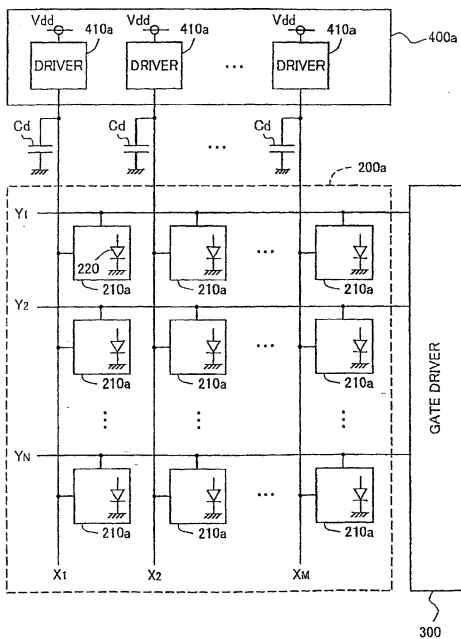 Vdd 410a Vdd 410a Vdd 410a
400a
DRIVER DRIVER ... DRIVER
Cd Cd ... Cd
200a
Y1
220
210a 210a ... 210a
Y2
210a 210a ... 210a
YN
210a 210a ... 210a
GATE DRIVER
X1 X2 XM
300